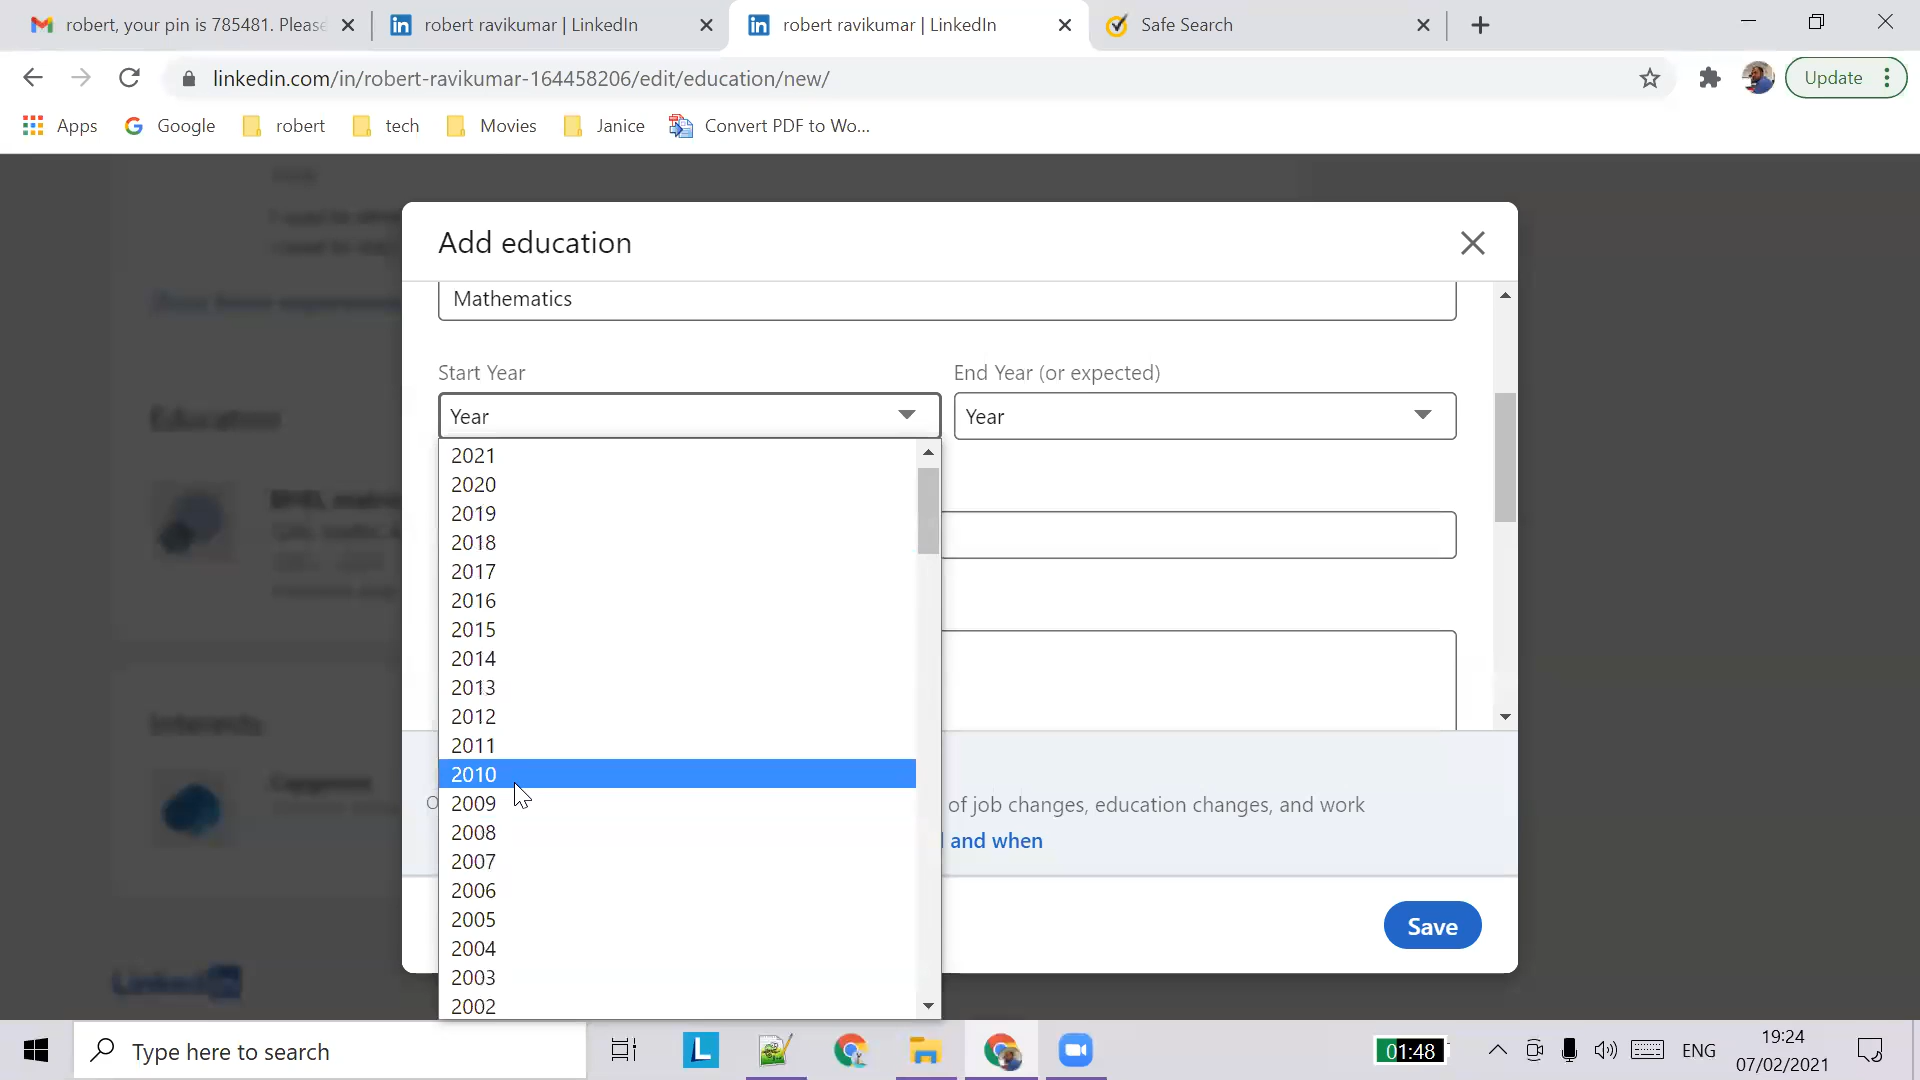 robert, your pin is 785481. Please
robert ravikumar | LinkedIn
robert ravikumar | LinkedIn
Safe Search
linkedin.com/in/robert-ravikumar-164458206/edit/education/new/
Update
Apps
Google
robert
tech
Movies
Janice
Convert PDF to Wo...
Add education
Mathematics
Start Year
End Year (or expected)
Year
Year
2021
2020
2019
2018
2017
2016
2015
2014
2013
2012
2011
2010
2009
2008
2007
2006
2005
2004
2003
2002
of job changes, education changes, and work
and when
Save
Education
Interests
Capgemini
LinkedIn
Type here to search
L
01:48
ENG
19:24
07/02/2021